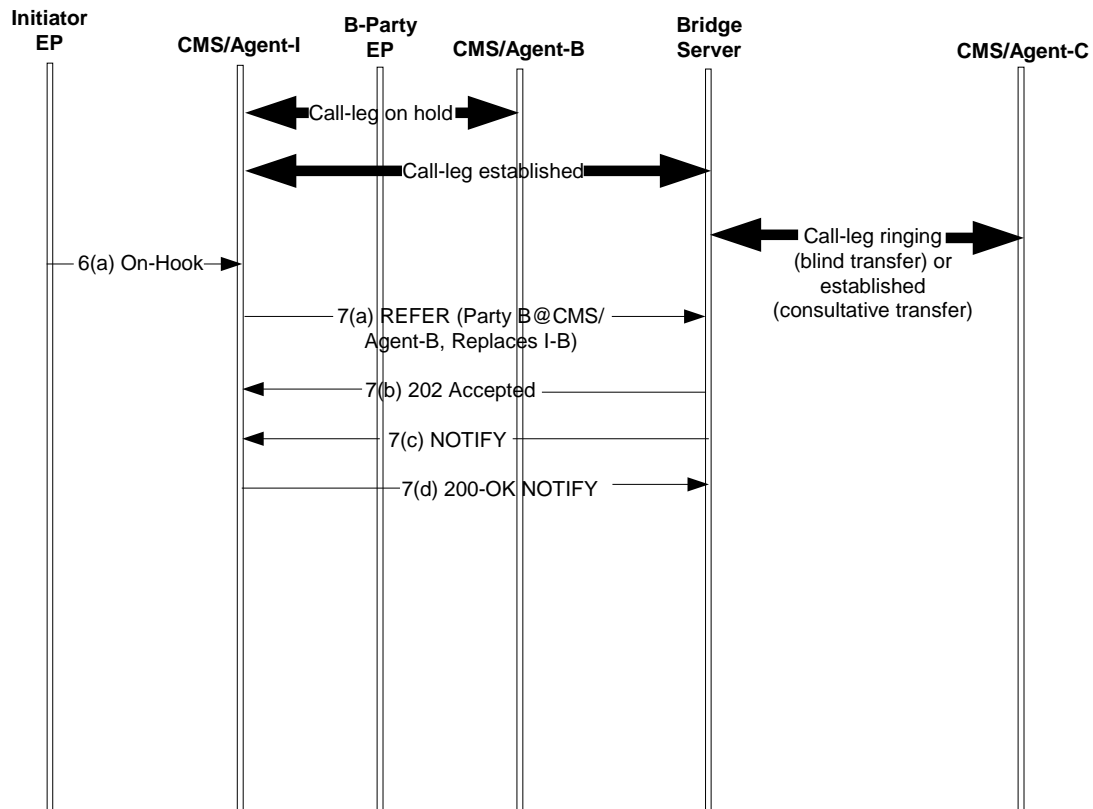 Initiator
EP
CMS/Agent-I
B-Party
EP
CMS/Agent-B
Bridge
Server
CMS/Agent-C
Call-leg on hold
Call-leg established
Call-leg ringing
(blind transfer) or
established
(consultative transfer)
6(a) On-Hook
7(a) REFER (Party B@CMS/
Agent-B, Replaces I-B)
7(b) 202 Accepted
7(c) NOTIFY
7(d) 200-OK NOTIFY